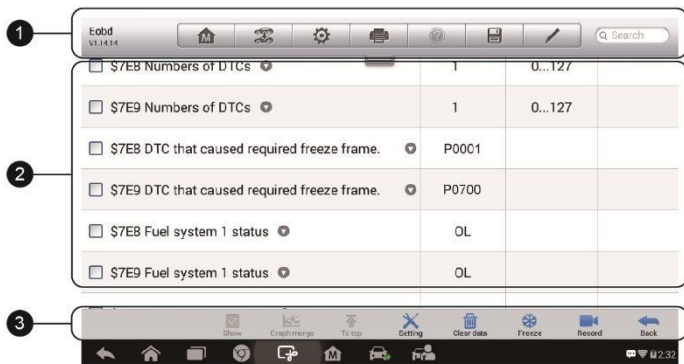 1
Eobd
V1.14.14
Search
2
$7E8 Numbers of DTCs 1 0...127
$7E9 Numbers of DTCs 1 0...127
$7E8 DTC that caused required freeze frame. P0001
$7E9 DTC that caused required freeze frame. P0700
$7E8 Fuel system 1 status OL
$7E9 Fuel system 1 status OL
3
Show Graph merge To top Setting Clear data Freeze Record Back
2:32